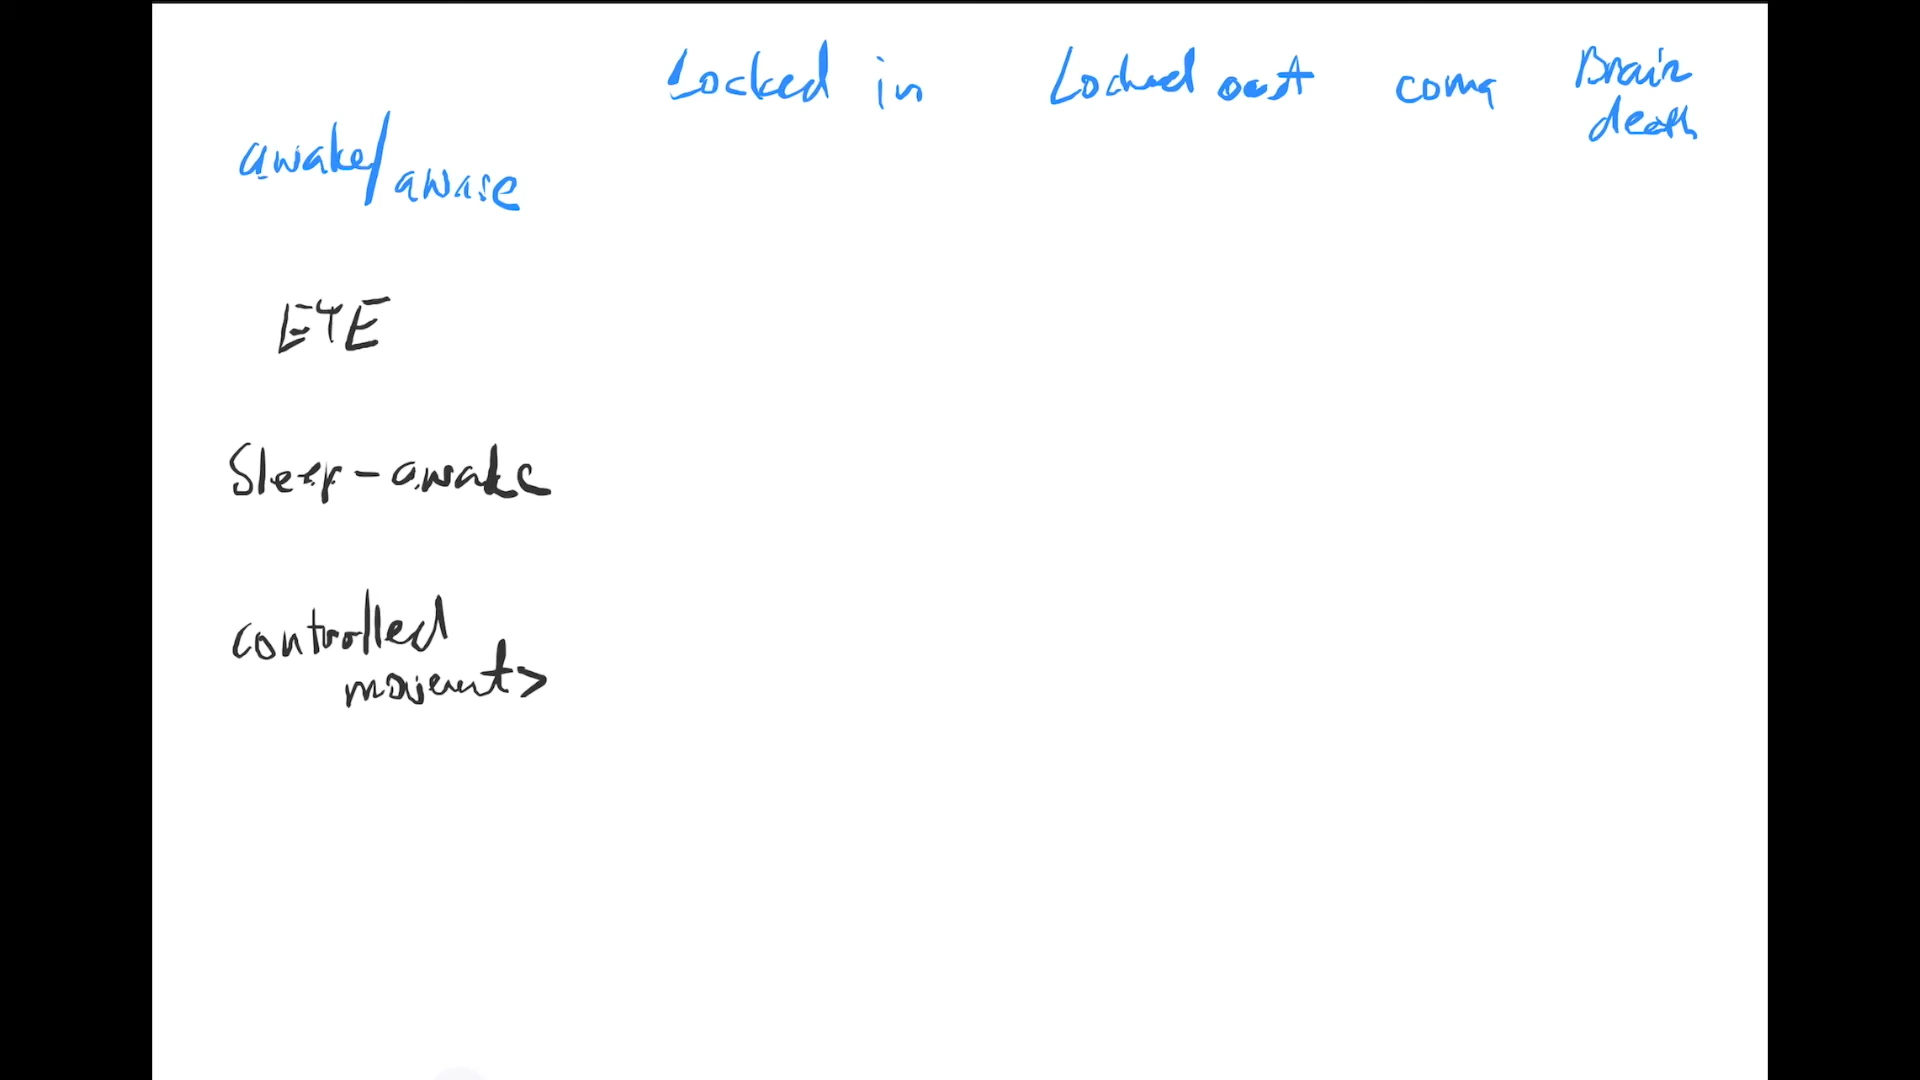 Locked in Locked out coma Brain
death
awake/aware
EYE
Sleep-awake
controlled
movements